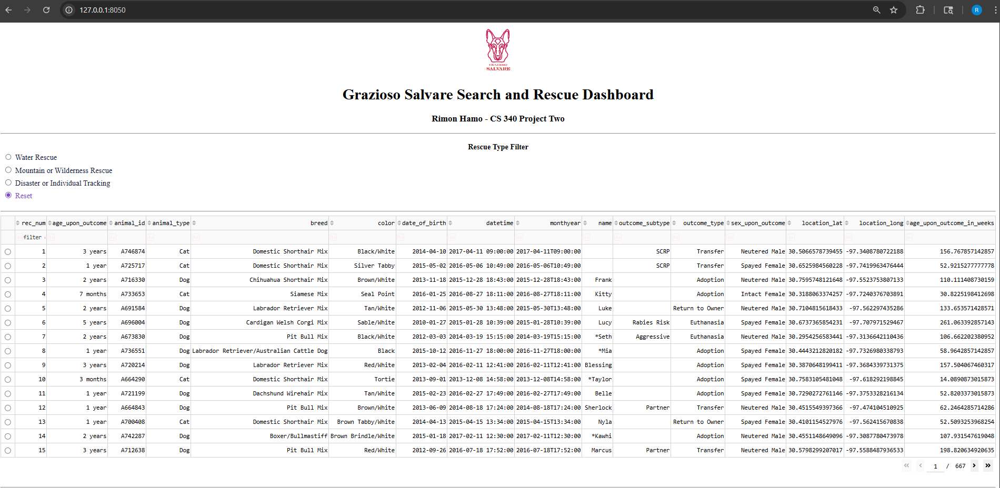 127.0.0.1:8050
R
GRAZIOSO
SALVARE
Grazioso Salvare Search and Rescue Dashboard
Rimon Hamo - CS 340 Project Two
Rescue Type Filter
Water Rescue
Mountain or Wilderness Rescue
Disaster or Individual Tracking
Reset
rec_num age_upon_outcome animal_id animal_type breed color date_of_birth datetime monthyear name outcome_subtype outcome_type sex_upon_outcome location_lat location_long age_upon_outcome_in_weeks
filter
1 3 years A746874 Cat Domestic Shorthair Mix Black/White 2014-04-10 2017-04-11 09:00:00 2017-04-11T09:00:00 SCRP Transfer Neutered Male 30.5066578739455 -97.3408780722188 156.767857142857
2 1 year A725717 Cat Domestic Shorthair Mix Silver Tabby 2015-05-02 2016-05-06 10:49:00 2016-05-06T10:49:00 SCRP Transfer Spayed Female 30.6525984560228 -97.7419963476444 52.9215277777778
3 2 years A716330 Dog Chihuahua Shorthair Mix Brown/White 2013-11-18 2015-12-28 18:43:00 2015-12-28T18:43:00 Frank Adoption Neutered Male 30.7595748121648 -97.5523753807133 110.111408730159
4 7 months A733653 Cat Siamese Mix Seal Point 2016-01-25 2016-08-27 18:11:00 2016-08-27T18:11:00 Kitty Adoption Intact Female 30.3188063374257 -97.7240376703891 30.8225198412698
5 2 years A691584 Dog Labrador Retriever Mix Tan/White 2012-11-06 2015-05-30 13:48:00 2015-05-30T13:48:00 Luke Return to Owner Neutered Male 30.7104815618433 -97.562297435286 133.653571428571
6 5 years A696004 Dog Cardigan Welsh Corgi Mix Sable/White 2010-01-27 2015-01-28 10:39:00 2015-01-28T10:39:00 Lucy Rabies Risk Euthanasia Spayed Female 30.6737365854231 -97.707971529467 261.063392857143
7 2 years A673830 Dog Pit Bull Mix Black/White 2012-03-03 2014-03-19 15:15:00 2014-03-19T15:15:00 *Seth Aggressive Euthanasia Neutered Male 30.2954256583441 -97.3136642110436 106.662202380952
8 1 year A736551 Dog Labrador Retriever/Australian Cattle Dog Black 2015-10-12 2016-11-27 18:00:00 2016-11-27T18:00:00 *Mia Adoption Spayed Female 30.4443212820182 -97.7326980338793 58.9642857142857
9 3 years A720214 Dog Labrador Retriever Mix Red/White 2013-02-04 2016-02-11 12:41:00 2016-02-11T12:41:00 Blessing Adoption Spayed Female 30.3870648199411 -97.3684339731375 157.504067460317
10 3 months A664290 Cat Domestic Shorthair Mix Tortie 2013-09-01 2013-12-08 14:58:00 2013-12-08T14:58:00 *Taylor Adoption Spayed Female 30.7583105481048 -97.618292198845 14.0890873015873
11 1 year A721199 Dog Dachshund Wirehair Mix Tan/White 2015-02-23 2016-02-27 17:49:00 2016-02-27T17:49:00 Belle Adoption Spayed Female 30.7290272761146 -97.3753328216134 52.8203373015873
12 1 year A664843 Dog Pit Bull Mix Brown/White 2013-06-09 2014-08-18 17:24:00 2014-08-18T17:24:00 Sherlock Partner Transfer Neutered Male 30.4515549397366 -97.474104510925 62.2464285714286
13 1 year A700408 Cat Domestic Shorthair Mix Brown Tabby/White 2014-04-13 2015-04-15 13:34:00 2015-04-15T13:34:00 Nyla Return to Owner Spayed Female 30.4101154527976 -97.562415670838 52.5093253968254
14 2 years A742287 Dog Boxer/Bullmastiff Brown Brindle/White 2015-01-18 2017-02-11 12:30:00 2017-02-11T12:30:00 *Kawhi Adoption Neutered Male 30.4551148649096 -97.3087780473978 107.931547619048
15 3 years A712638 Dog Pit Bull Mix Red/White 2012-09-26 2016-07-18 17:52:00 2016-07-18T17:52:00 Marcus Partner Transfer Neutered Male 30.5798299207017 -97.5588487936533 198.820634920635
1 / 667